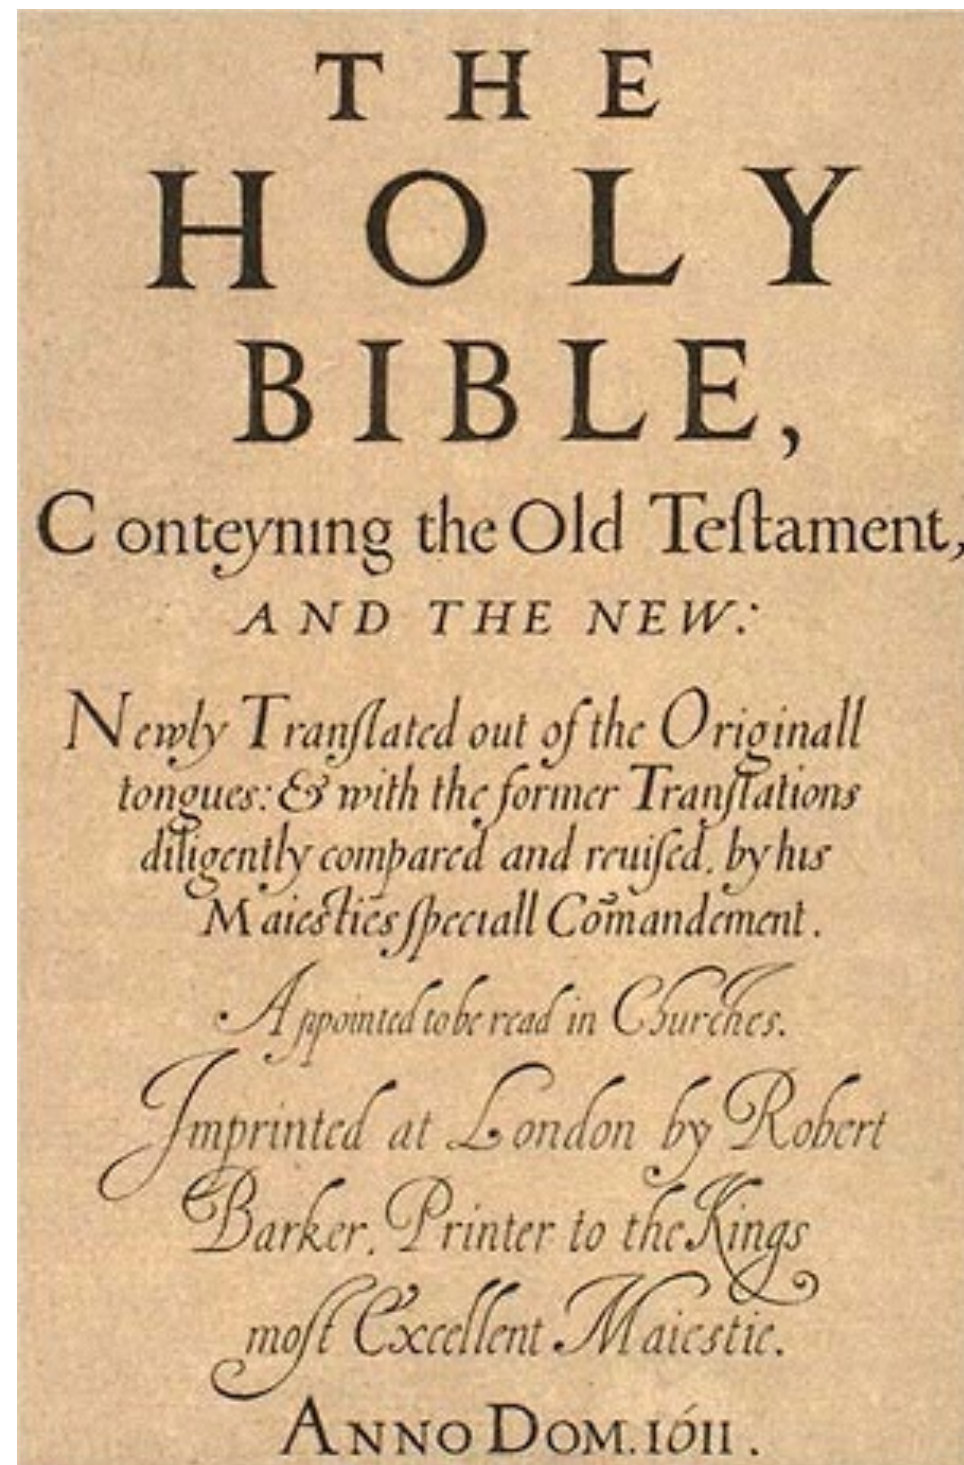 THE
HOLY
BIBLE,
Conteyning the Old Teſtament,
AND THE NEW:
Newly Tranſlated out of the Originall
tongues: & with the former Tranſlations
diligently compared and reuiſed, by his
Maiesties ſpeciall Com̄andement.
Appointed to be read in Churches.
Imprinted at London by Robert
Barker, Printer to the Kings
moſt Excellent Maiestie.
ANNO DOM. 1611.